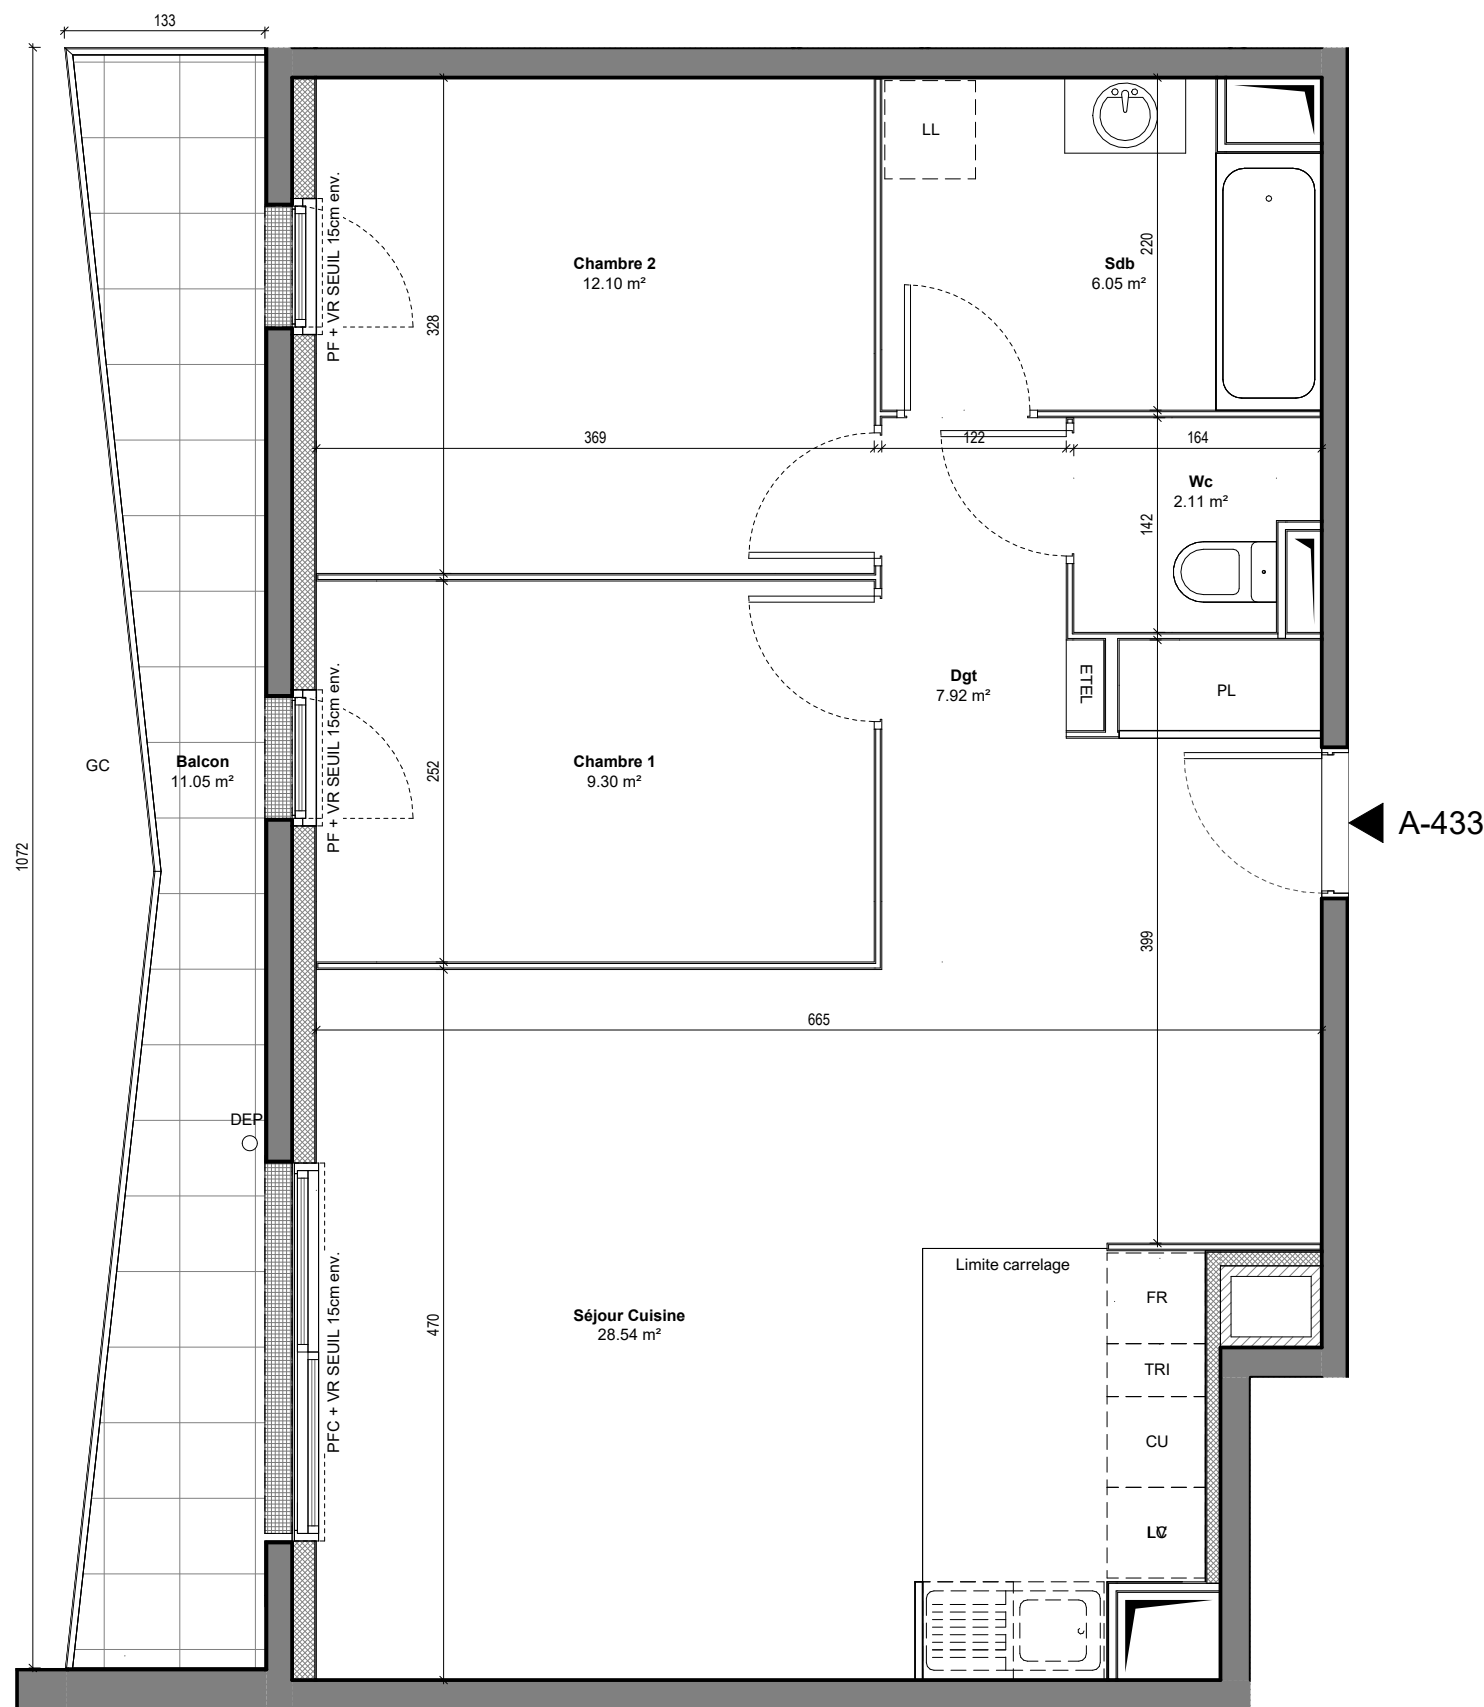 133
LL
PF + VR SEUIL 15cm env.
Chambre 2
12.10 m²
220
Sdb
6.05 m²
328
369
122
164
Wc
2.11 m²
142
Dgt
7.92 m²
ETEL
PL
PF + VR SEUIL 15cm env.
GC
Balcon
11.05 m²
252
Chambre 1
9.30 m²
A-433
1072
399
665
DEP
Limite carrelage
PFC + VR SEUIL 15cm env.
470
Séjour Cuisine
28.54 m²
FR
TRI
CU